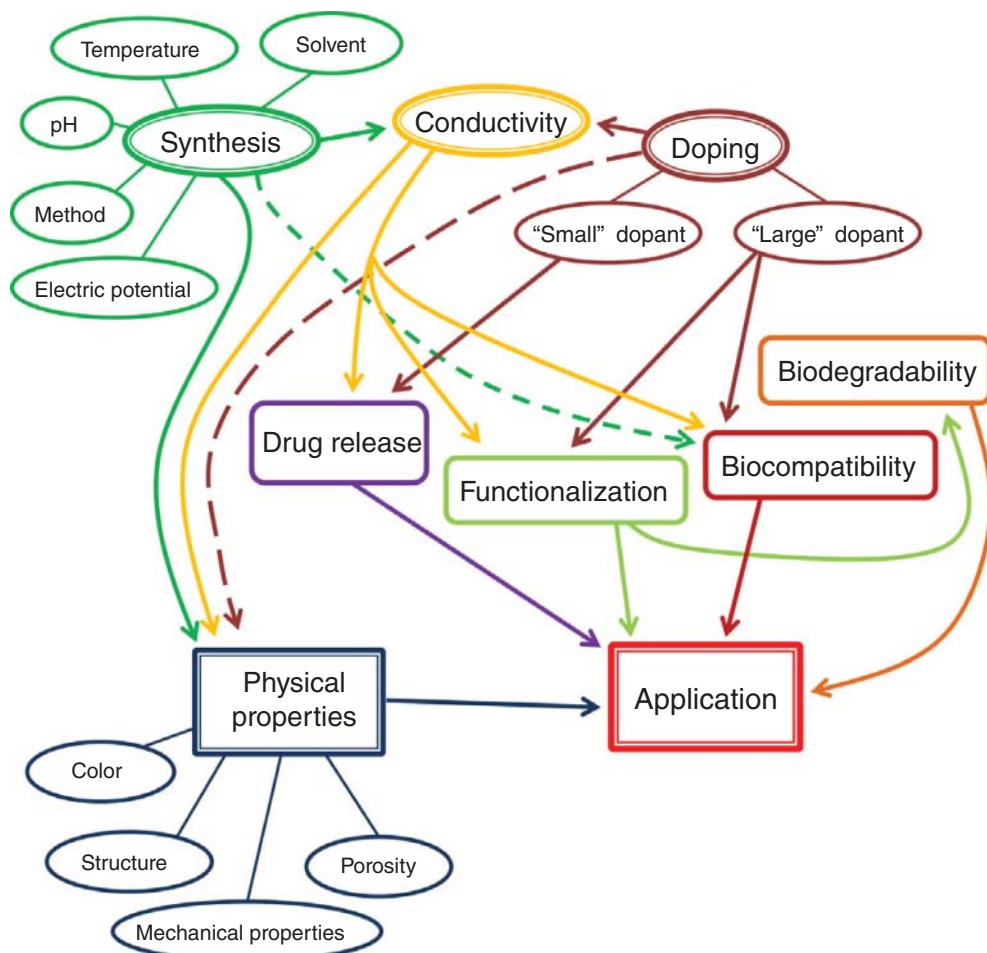 Temperature
Solvent
pH
Synthesis
Conductivity
Doping
Method
"Small" dopant
"Large" dopant
Electric potential
Biodegradability
Drug release
Functionalization
Biocompatibility
Physical
properties
Application
Color
Structure
Porosity
Mechanical properties